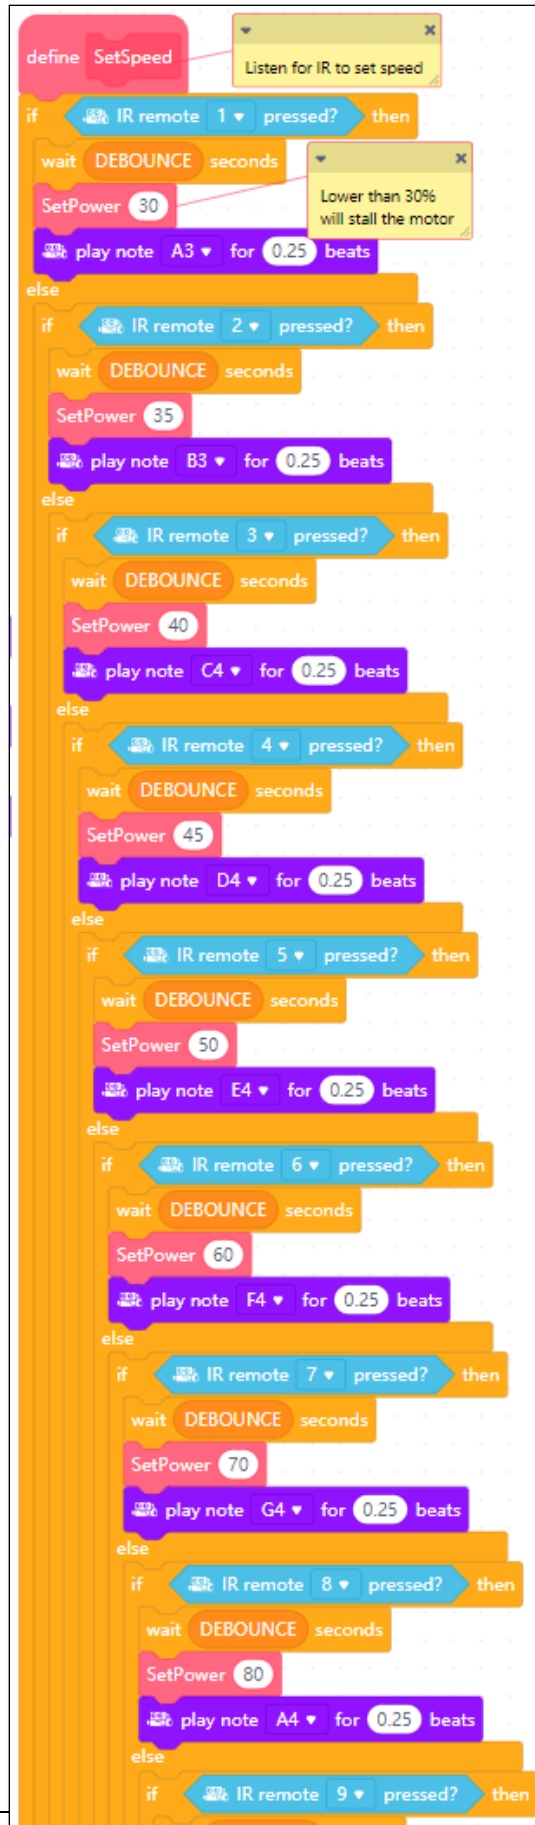 define SetSpeed
Listen for IR to set speed
if IR remote 1 pressed? then
wait DEBOUNCE seconds
SetPower 30
Lower than 30%
will stall the motor
play note A3 for 0.25 beats
else
if IR remote 2 pressed? then
wait DEBOUNCE seconds
SetPower 35
play note B3 for 0.25 beats
else
if IR remote 3 pressed? then
wait DEBOUNCE seconds
SetPower 40
play note C4 for 0.25 beats
else
if IR remote 4 pressed? then
wait DEBOUNCE seconds
SetPower 45
play note D4 for 0.25 beats
else
if IR remote 5 pressed? then
wait DEBOUNCE seconds
SetPower 50
play note E4 for 0.25 beats
else
if IR remote 6 pressed? then
wait DEBOUNCE seconds
SetPower 60
play note F4 for 0.25 beats
else
if IR remote 7 pressed? then
wait DEBOUNCE seconds
SetPower 70
play note G4 for 0.25 beats
else
if IR remote 8 pressed? then
wait DEBOUNCE seconds
SetPower 80
play note A4 for 0.25 beats
else
if IR remote 9 pressed? then